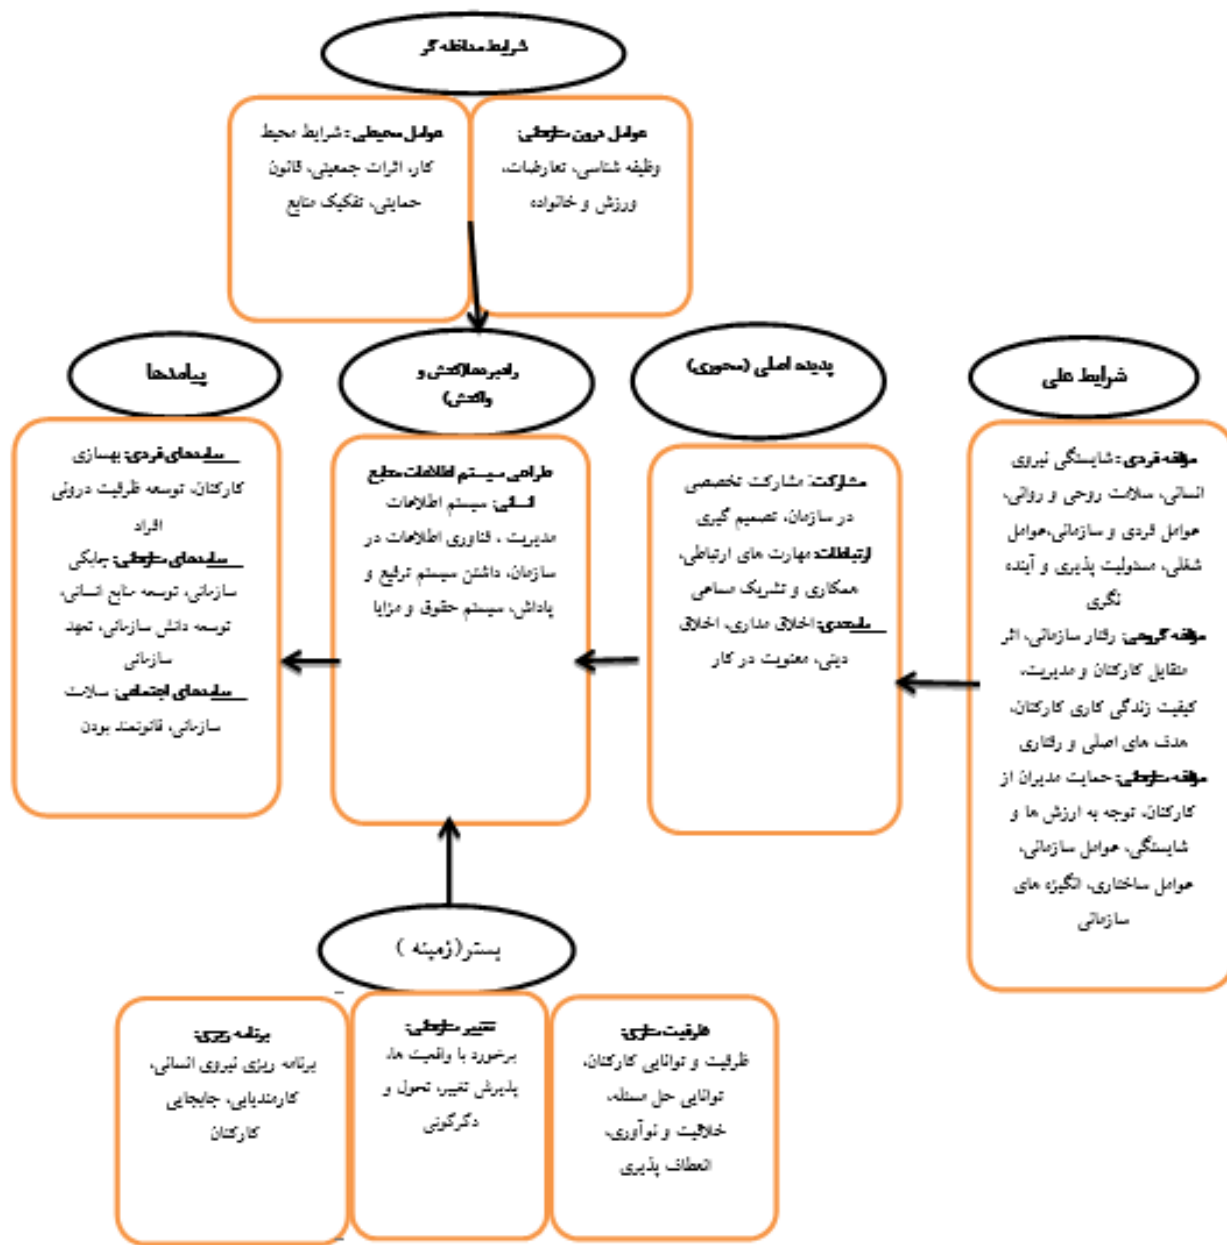 شرایط مداخله گر
عوامل درون سازمانی:
وظیفه شناسی، تعارضات،
ورزش و خانواده
عوامل محیطی: شرایط محیط
کار، اثرات جمعیتی، قانون
حمایتی، تفکیک منابع
شرایط علی
مولفه فردی: شایستگی نیروی
انسانی، سلامت روحی و روانی،
عوامل فردی و سازمانی،عوامل
شغلی، مسئولیت پذیری و آینده
نگری
مولفه گروهی: رفتار سازمانی، اثر
متقابل کارکنان و مدیریت،
کیفیت زندگی کاری کارکنان،
هدف های اصلی و رفتاری
مولفه سازمانی: حمایت مدیران از
کارکنان، توجه به ارزش ها و
شایستگی، عوامل سازمانی،
عوامل ساختاری، انگیزه های
سازمانی
پدیده اصلی (محوری)
مشارکت: مشارکت تخصصی
در سازمان، تصمیم گیری
ارتباطات: مهارت های ارتباطی،
همکاری و تشریک مساعی
اخلاق مداری، اخلاق
دینی، معنویت در کار
راهبردها(کنش و
واکنش)
طراحی سیستم اطلاعات منابع
انسانی: سیستم اطلاعات
مدیریت ، فناوری اطلاعات در
سازمان، داشتن سیستم ترفیع و
پاداش، سیستم حقوق و مزایا
پیامدها
پیامدهای فردی: بهسازی
کارکنان، توسعه ظرفیت درونی
افراد
پیامدهای سازمانی: چابکی
سازمانی، توسعه منابع انسانی،
توسعه دانش سازمانی، تعهد
سازمانی
پیامدهای اجتماعی: سلامت
سازمانی، قانونمند بودن
بستر(زمینه )
ظرفیت سازی:
ظرفیت و توانایی کارکنان،
توانایی حل مسئله،
خلاقیت و نوآوری،
انعطاف پذیری
تغییر سازمانی:
برخورد با واقعیت ها،
پذیرش تغییر، تحول و
دگرگونی
برنامه ریزی:
برنامه ریزی نیروی انسانی،
کارمندیابی، جابجایی
کارکنان